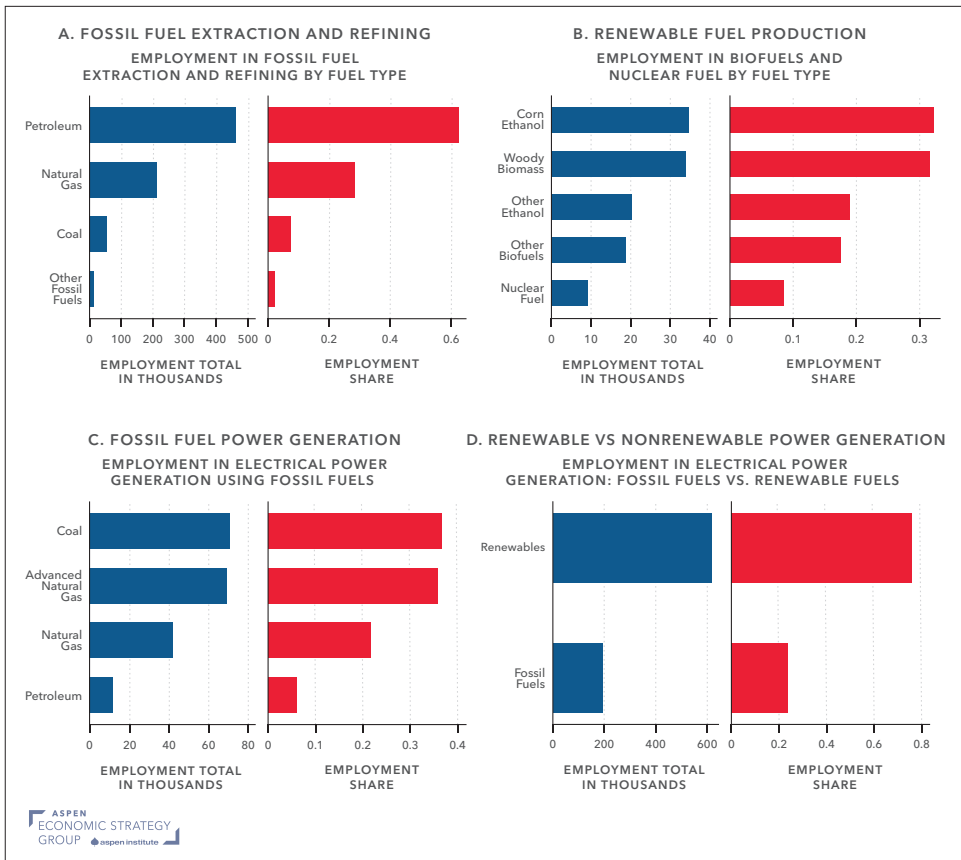 A. FOSSIL FUEL EXTRACTION AND REFINING
EMPLOYMENT IN FOSSIL FUEL
EXTRACTION AND REFINING BY FUEL TYPE
Petroleum
Natural
Gas
Coal
Other
Fossil
Fuels
0 100 200 300 400 500
EMPLOYMENT TOTAL
IN THOUSANDS
0 0.2 0.4 0.6
EMPLOYMENT
SHARE
B. RENEWABLE FUEL PRODUCTION
EMPLOYMENT IN BIOFUELS AND
NUCLEAR FUEL BY FUEL TYPE
Corn
Ethanol
Woody
Biomass
Other
Ethanol
Other
Biofuels
Nuclear
Fuel
0 10 20 30 40
EMPLOYMENT TOTAL
IN THOUSANDS
0 0.1 0.2 0.3
EMPLOYMENT
SHARE
C. FOSSIL FUEL POWER GENERATION
EMPLOYMENT IN ELECTRICAL POWER
GENERATION USING FOSSIL FUELS
Coal
Advanced
Natural
Gas
Natural
Gas
Petroleum
0 20 40 60 80
EMPLOYMENT TOTAL
IN THOUSANDS
0 0.1 0.2 0.3 0.4
EMPLOYMENT
SHARE
D. RENEWABLE VS NONRENEWABLE POWER GENERATION
EMPLOYMENT IN ELECTRICAL POWER
GENERATION: FOSSIL FUELS VS. RENEWABLE FUELS
Renewables
Fossil
Fuels
0 200 400 600
EMPLOYMENT TOTAL
IN THOUSANDS
0 0.2 0.4 0.6 0.8
EMPLOYMENT
SHARE
ASPEN
ECONOMIC STRATEGY
GROUP aspen institute